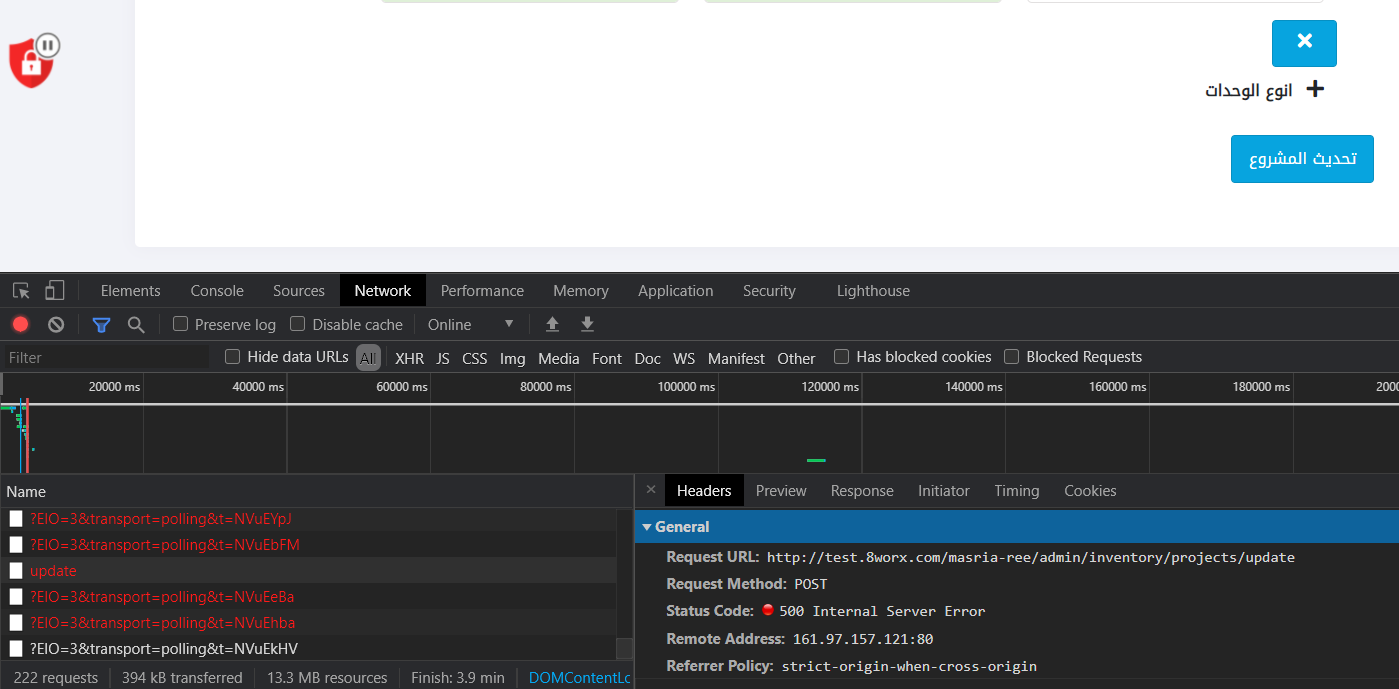 انوع الوحدات
تحديث المشروع
Elements Console Sources Network Performance Memory Application Security Lighthouse
Preserve log Disable cache Online
Filter Hide data URLs All XHR JS CSS Img Media Font Doc WS Manifest Other Has blocked cookies Blocked Requests
20000 ms 40000 ms 60000 ms 80000 ms 100000 ms 120000 ms 140000 ms 160000 ms 180000 ms
Name
?EIO=3&transport=polling&t=NVuEYpJ
?EIO=3&transport=polling&t=NVuEbFM
update
?EIO=3&transport=polling&t=NVuEeBa
?EIO=3&transport=polling&t=NVuEhba
?EIO=3&transport=polling&t=NVuEkHV
222 requests 394 kB transferred 13.3 MB resources Finish: 3.9 min DOMContentLo
Headers Preview Response Initiator Timing Cookies
General
Request URL: http://test.8worx.com/masria-ree/admin/inventory/projects/update
Request Method: POST
Status Code: 500 Internal Server Error
Remote Address: 161.97.157.121:80
Referrer Policy: strict-origin-when-cross-origin